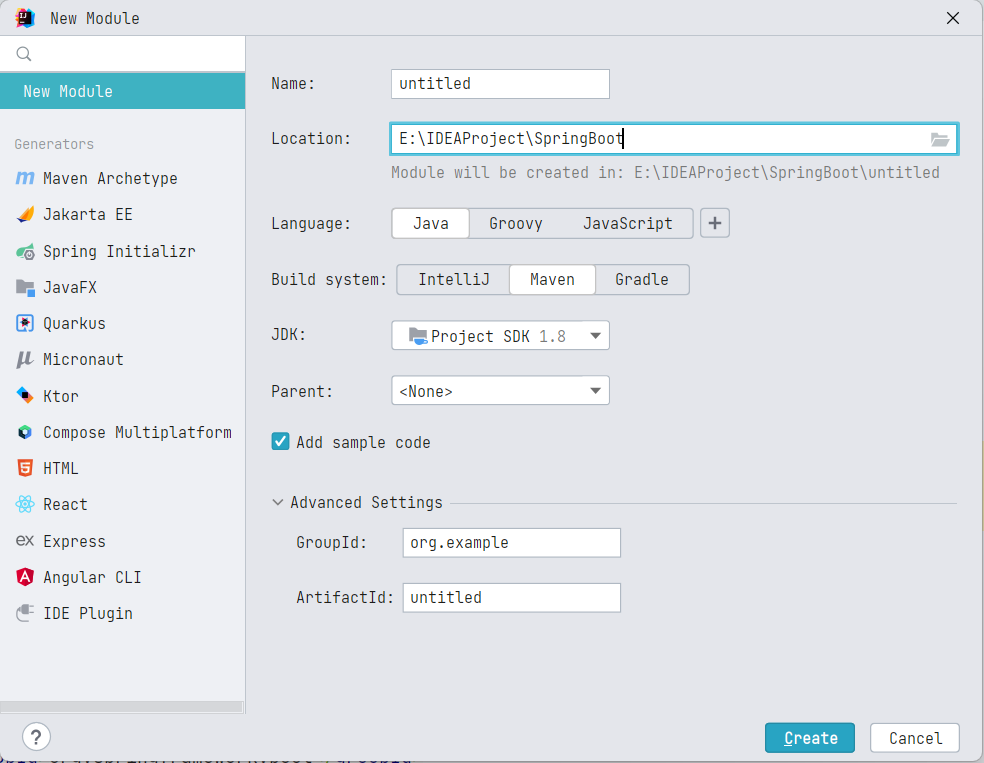 New Module
New Module
Generators
Maven Archetype
Jakarta EE
Spring Initializr
JavaFX
Quarkus
Micronaut
Ktor
Compose Multiplatform
HTML
React
Express
Angular CLI
IDE Plugin
Name: untitled
Location: E:\IDEAProject\SpringBoot
Module will be created in: E:\IDEAProject\SpringBoot\untitled
Language: Java Groovy JavaScript +
Build system: IntelliJ Maven Gradle
JDK: Project SDK 1.8
Parent: <None>
Add sample code
Advanced Settings
GroupId: org.example
ArtifactId: untitled
? Create Cancel